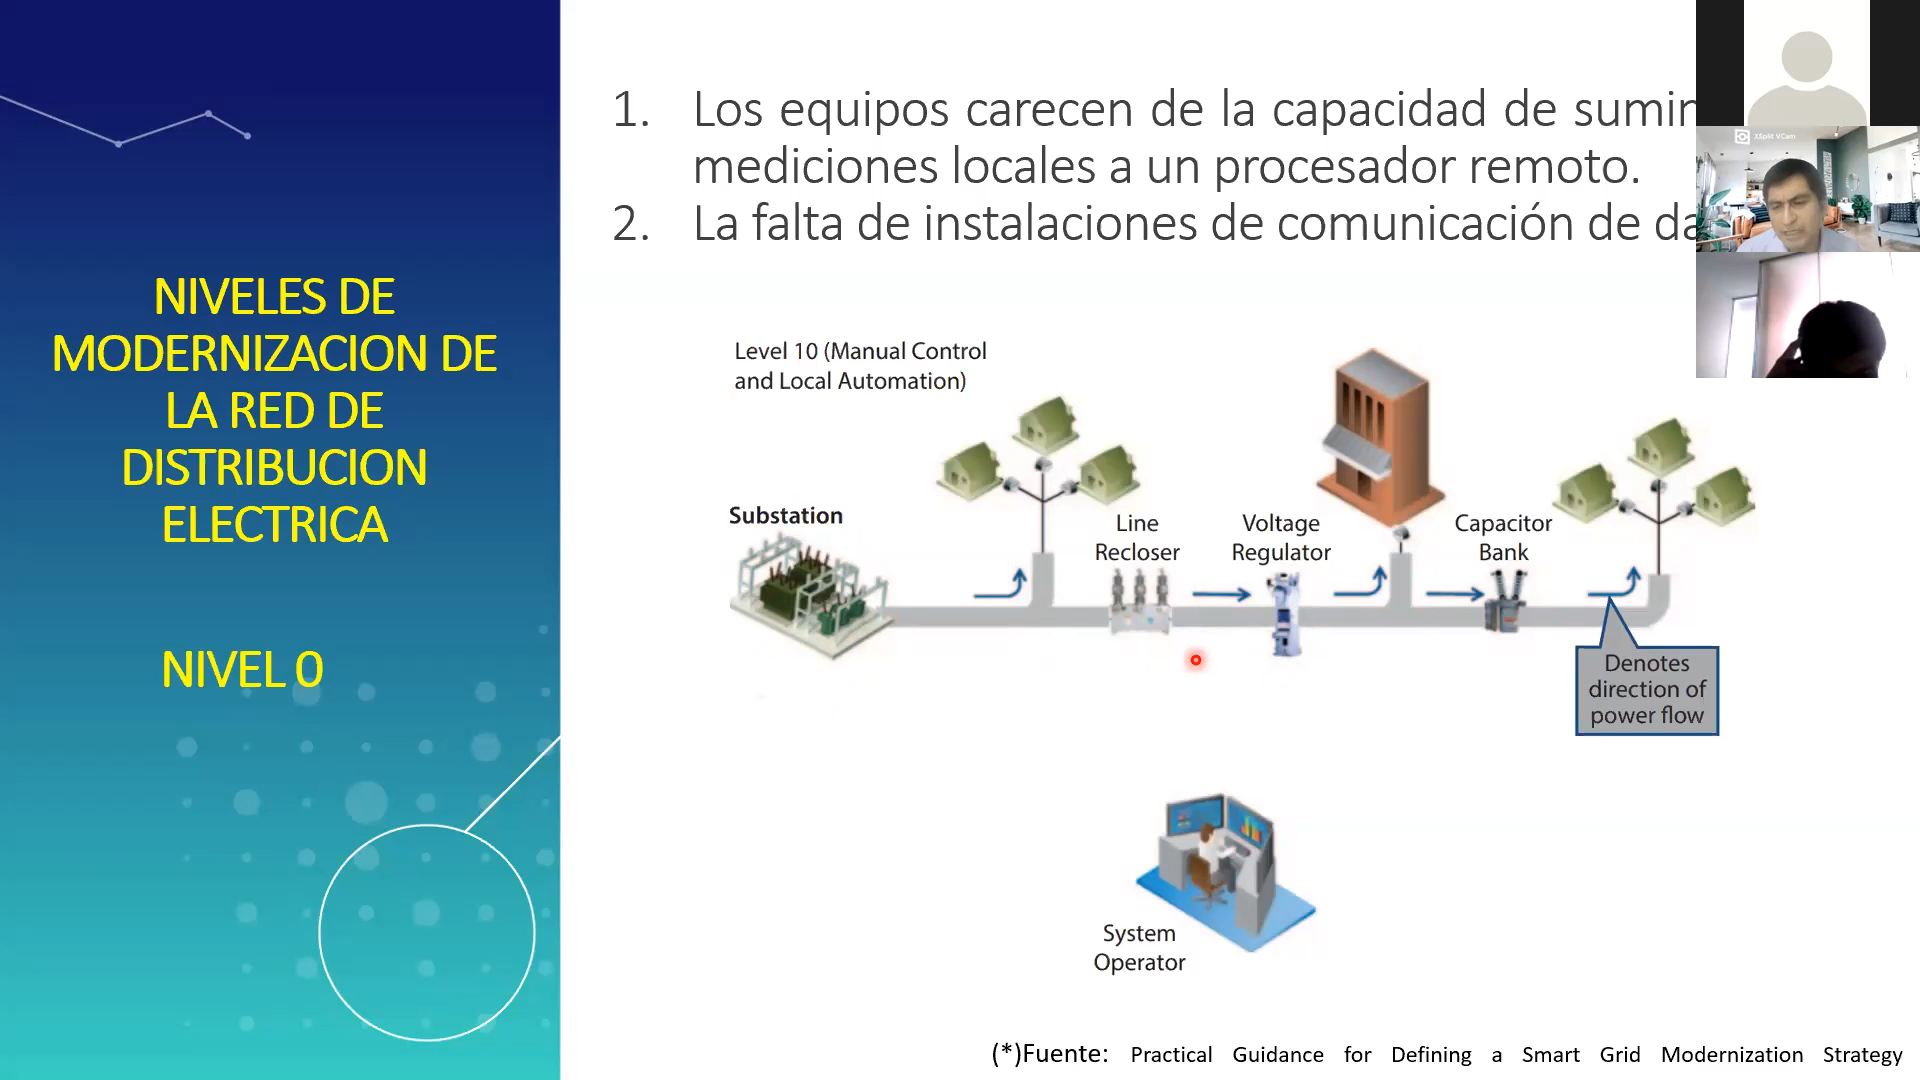 NIVELES DE
MODERNIZACION DE
LA RED DE
DISTRIBUCION
ELECTRICA
NIVEL 0
1. Los equipos carecen de la capacidad de
mediciones locales a un procesador remoto.
2. La falta de instalaciones de comunicación de
Level 10 (Manual Control
and Local Automation)
Substation
Line
Recloser
Voltage
Regulator
Capacitor
Bank
Denotes
direction of
power flow
System
Operator
(*)Fuente: Practical Guidance for Defining a Smart Grid Modernization Strategy
XSplit VCam